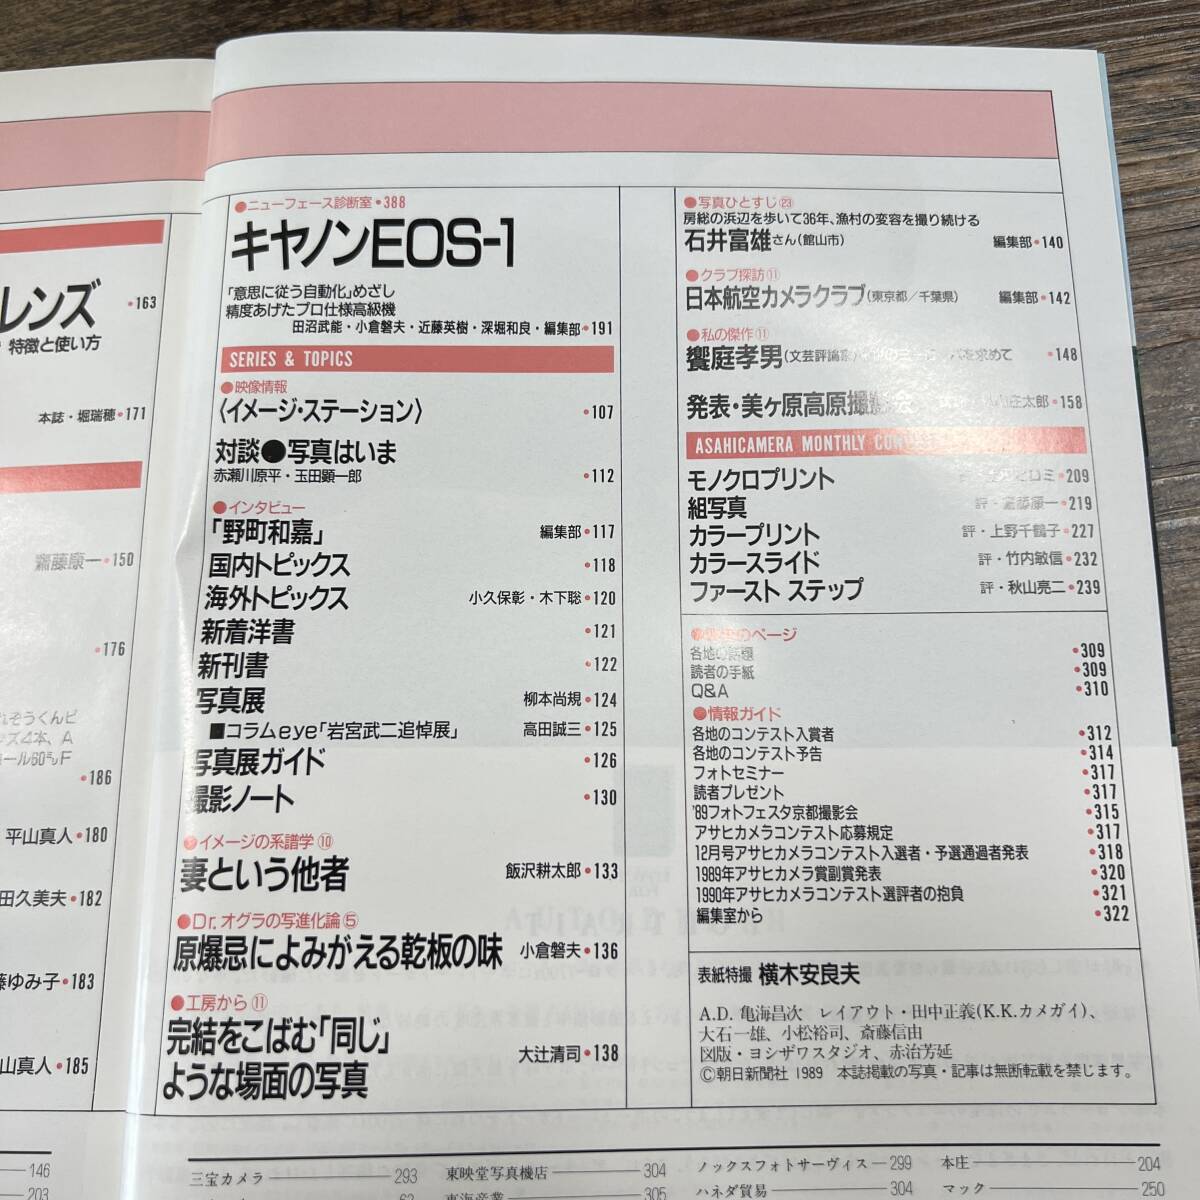 レンズ
・163
特徴と使い方
本誌・堀瑞穂・171
齋藤康一・150
・176
・186
平山真人・180
田久美夫・182
藤ゆみ子・183
山真人・185
146
203
●ニューフェース診断室・388
キヤノンEOS-1
「意思に従う自動化」めざし
精度あげたプロ仕様高級機
田沼武能・小倉磐夫・近藤英樹・深堀和良・編集部・191
SERIES & TOPICS
●映像情報
〈イメージ・ステーション〉 ・107
対談●写真はいま
赤瀬川原平・玉田顕一郎 ・112
●インタビュー
「野町和嘉」 編集部・117
国内トピックス ・118
海外トピックス 小久保彰・木下聡・120
新着洋書 ・121
新刊書 ・122
写真展 柳本尚規・124
■コラムeye「岩宮武二追悼展」 高田誠三・125
写真展ガイド ・126
撮影ノート ・130
●イメージの系譜学⑩
妻という他者 飯沢耕太郎・133
●Dr.オグラの写進化論⑤
原爆忌によみがえる乾板の味 小倉磐夫・136
●工房から⑪
完結をこばむ「同じ」
ような場面の写真 大辻清司・138
●写真ひとすじ㉓
房総の浜辺を歩いて36年、漁村の変容を撮り続ける
石井富雄さん(館山市) 編集部・140
●クラブ探訪⑪
日本航空カメラクラブ(東京都/千葉県) 編集部・142
●私の傑作⑪
饗庭孝男(文芸評論家) を求めて ・148
発表・美ヶ原高原撮影会 庄太郎・158
ASAHICAMERA MONTHLY CONTEST
モノクロプリント ・209
組写真 評・齋藤康一・219
カラープリント 評・上野千鶴子・227
カラースライド 評・竹内敏信・232
ファースト ステップ 評・秋山亮二・239
のページ
各地の話題 ・309
読者の手紙 ・309
Q&A ・310
●情報ガイド
各地のコンテスト入賞者 ・312
各地のコンテスト予告 ・314
フォトセミナー ・317
読者プレゼント ・317
'89フォトフェスタ京都撮影会 ・315
アサヒカメラコンテスト応募規定 ・317
12月号アサヒカメラコンテスト入選者・予選通過者発表 ・318
1989年アサヒカメラ賞副賞発表 ・320
1990年アサヒカメラコンテスト選評者の抱負 ・321
編集室から ・322
表紙特撮 横木安良夫
A.D. 亀海昌次 レイアウト・田中正義(K.K.カメガイ)、
大石一雄、小松裕司、斎藤信由
図版・ヨシザワスタジオ、赤治芳延
©朝日新聞社 1989 本誌掲載の写真・記事は無断転載を禁じます。
三宝カメラ 293 東映堂写真機店 304 ノックスフォトサーヴィス 299 本庄 204
東海産業 305 ハネダ貿易 304 マック 250